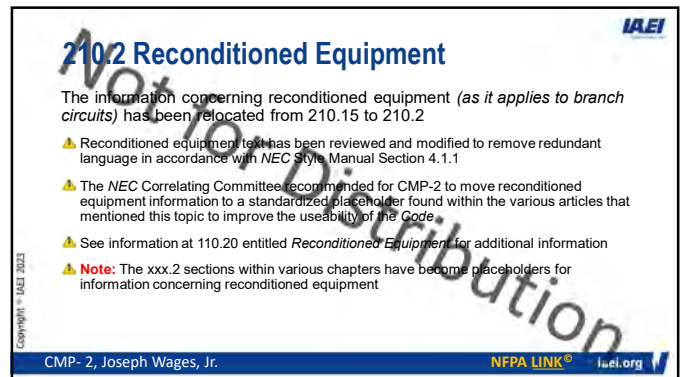 IAEI
210.2 Reconditioned Equipment
The information concerning reconditioned equipment (as it applies to branch
circuits) has been relocated from 210.15 to 210.2
Reconditioned equipment text has been reviewed and modified to remove redundant
language in accordance with NEC Style Manual Section 4.1.1
The NEC Correlating Committee recommended for CMP-2 to move reconditioned
equipment information to a standardized placeholder found within the various articles that
mentioned this topic to improve the useability of the Code
See information at 110.20 entitled Reconditioned Equipment for additional information
Note: The xxx.2 sections within various chapters have become placeholders for
information concerning reconditioned equipment
Not for Distribution
Copyright © IAEI 2023
CMP- 2, Joseph Wages, Jr.
NFPA LINK©
iaei.org